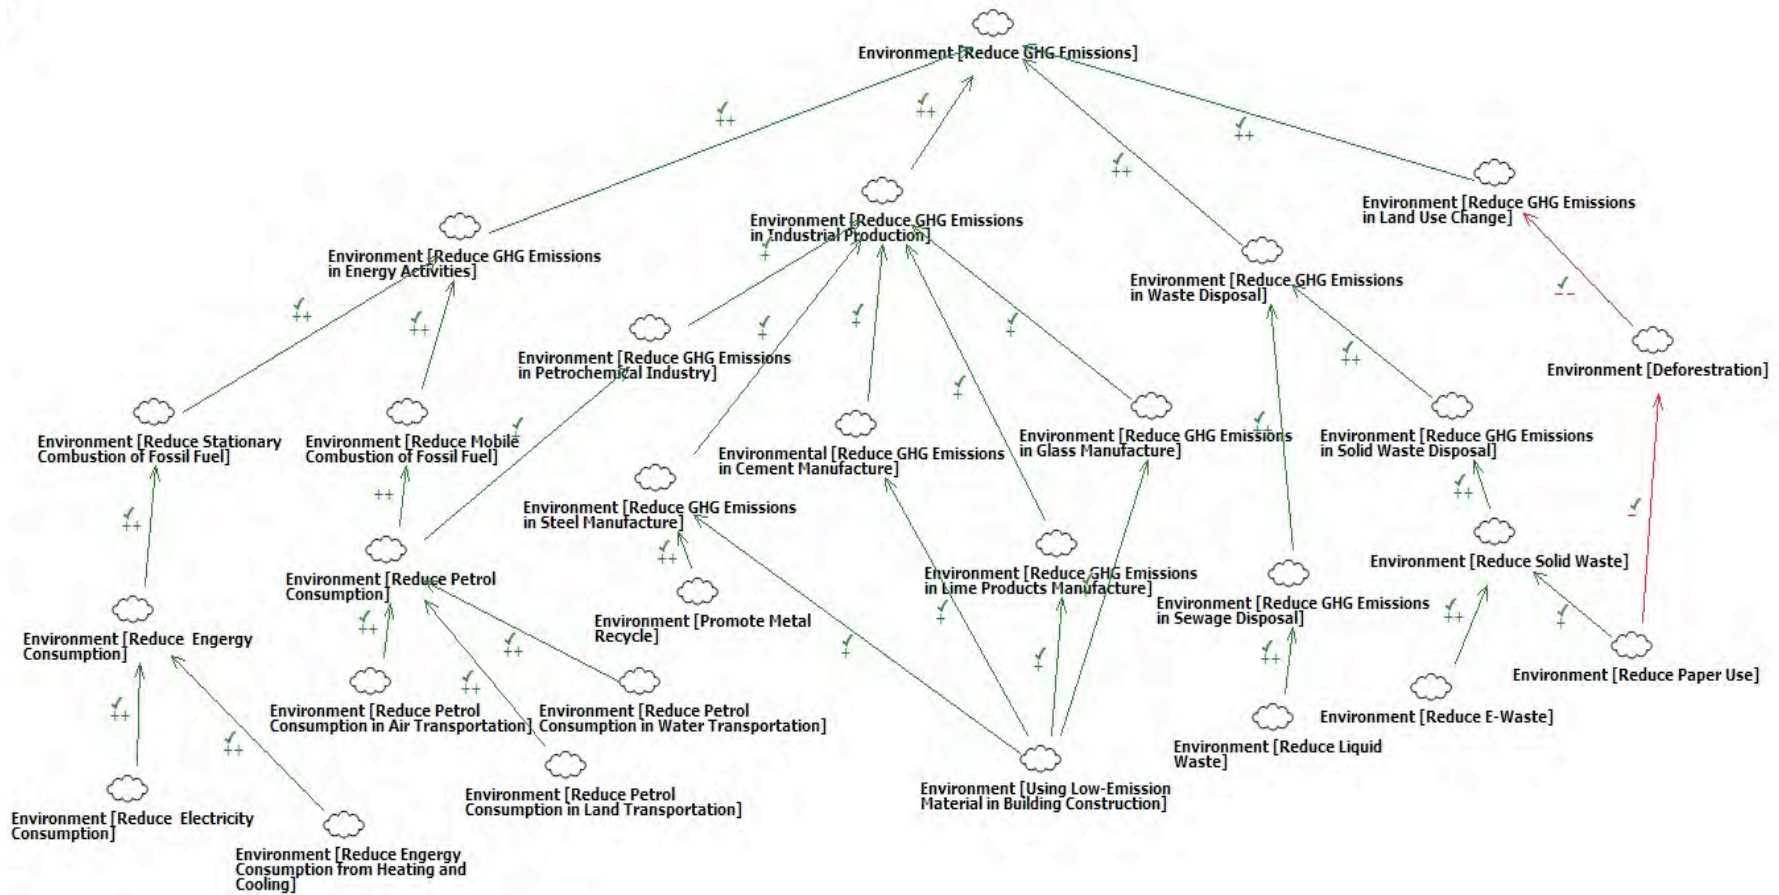 Environment [Reduce GHG Emissions]
++
++
++
++
Environment [Reduce GHG Emissions
in Land Use Change]
Environment [Reduce GHG Emissions
in Industrial Production]
Environment [Reduce GHG Emissions
in Energy Activities]
Environment [Reduce GHG Emissions
in Waste Disposal]
+
--
++
++
+
+
+
++
Environment [Reduce GHG Emissions
in Petrochemical Industry]
Environment [Deforestration]
+
Environment [Reduce Stationary
Combustion of Fossil Fuel]
Environment [Reduce Mobile
Combustion of Fossil Fuel]
Environmental [Reduce GHG Emissions
in Cement Manufacture]
Environment [Reduce GHG Emissions
in Glass Manufacture]
++
Environment [Reduce GHG Emissions
in Solid Waste Disposal]
++
++
++
Environment [Reduce GHG Emissions
in Steel Manufacture]
-
++
Environment [Reduce Solid Waste]
Environment [Reduce Petrol
Consumption]
Environment [Reduce GHG Emissions
in Lime Products Manufacture]
Environment [Reduce GHG Emissions
in Sewage Disposal]
++
+
+
Environment [Promote Metal
Recycle]
++
++
Environment [Reduce  Engergy
Consumption]
+
+
++
Environment [Reduce Paper Use]
++
++
++
Environment [Reduce Petrol
Consumption in Air Transportation]
Environment [Reduce Petrol
Consumption in Water Transportation]
Environment [Reduce E-Waste]
Environment [Reduce Liquid
Waste]
Environment [Reduce Petrol
Consumption in Land Transportation]
Environment [Using Low-Emission
Material in Building Construction]
Environment [Reduce  Electricity
Consumption]
Environment [Reduce Engergy
Consumption from Heating and
Cooling]